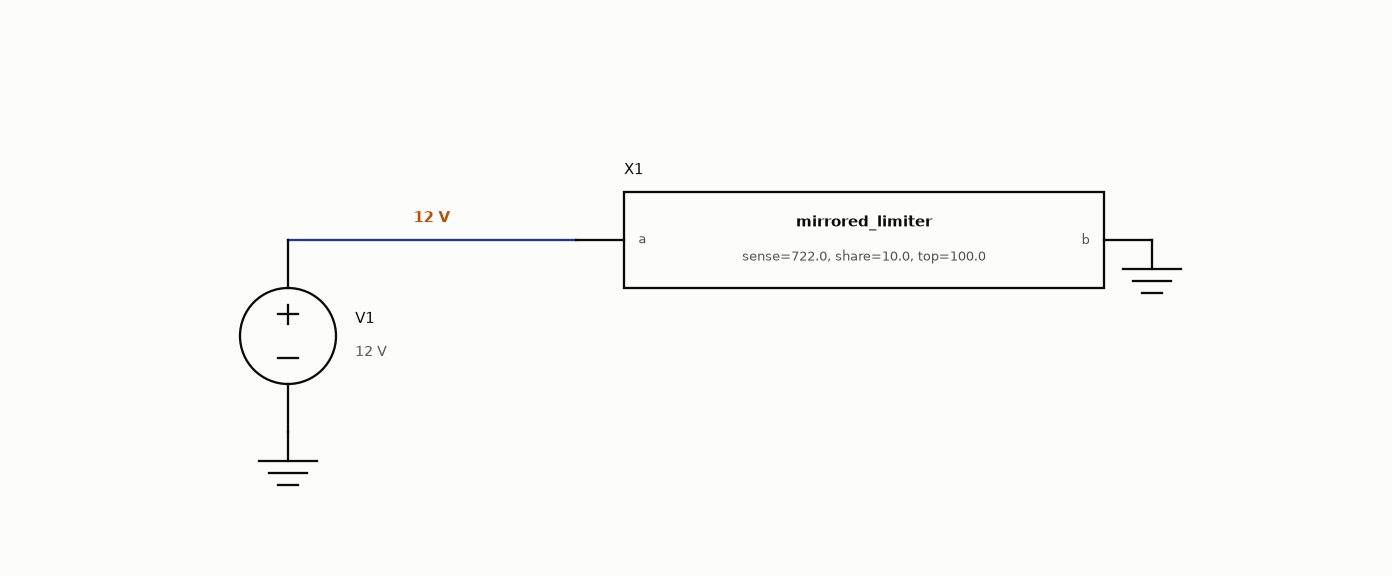 X1
12 V
mirrored_limiter
a
b
sense=722.0, share=10.0, top=100.0
V1
12 V